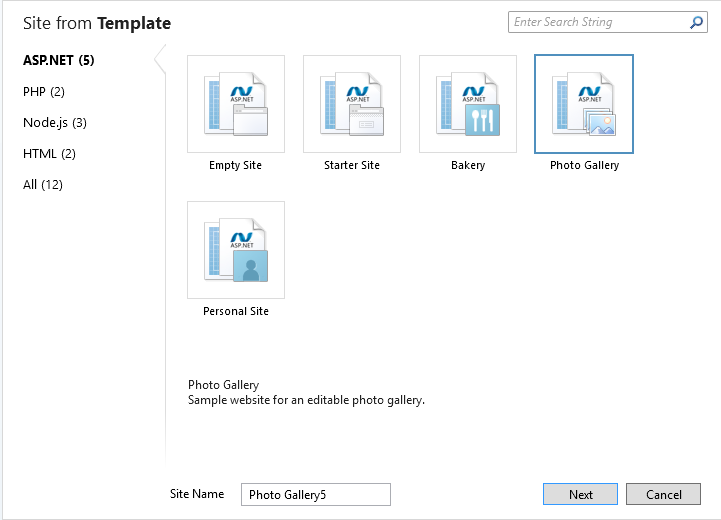 Site from Template
Enter Search String
ASP.NET (5)
PHP (2)
Node.js (3)
HTML (2)
All (12)
ASP.NET
ASP.NET
ASP.NET
ASP.NET
Empty Site
Starter Site
Bakery
Photo Gallery
ASP.NET
Personal Site
Photo Gallery
Sample website for an editable photo gallery.
Site Name
Photo Gallery5
Next
Cancel